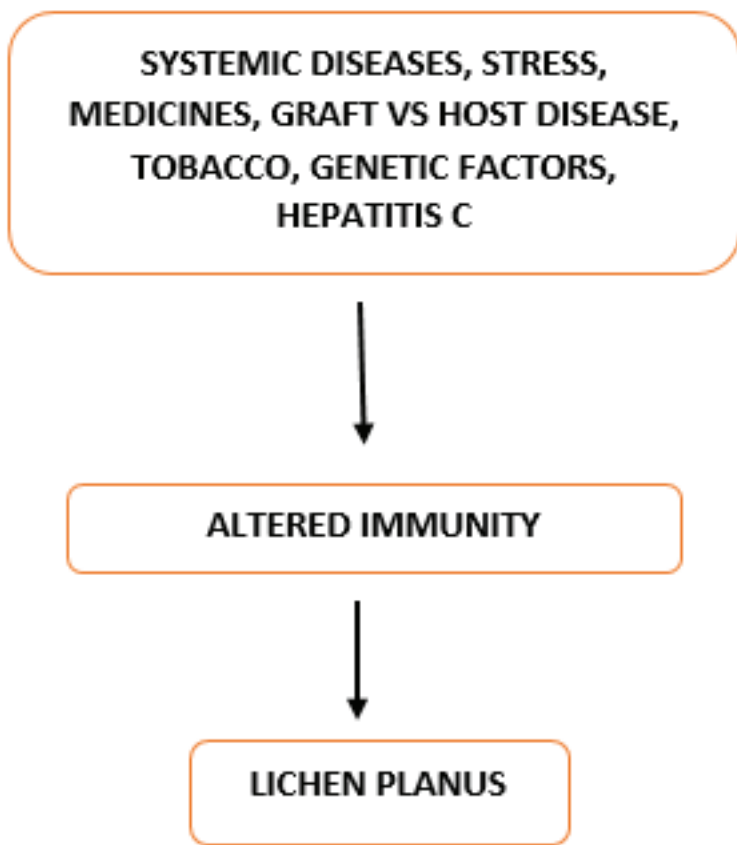 SYSTEMIC DISEASES, STRESS,
MEDICINES, GRAFT VS HOST DISEASE,
TOBACCO, GENETIC FACTORS,
HEPATITIS C
ALTERED IMMUNITY
LICHEN PLANUS